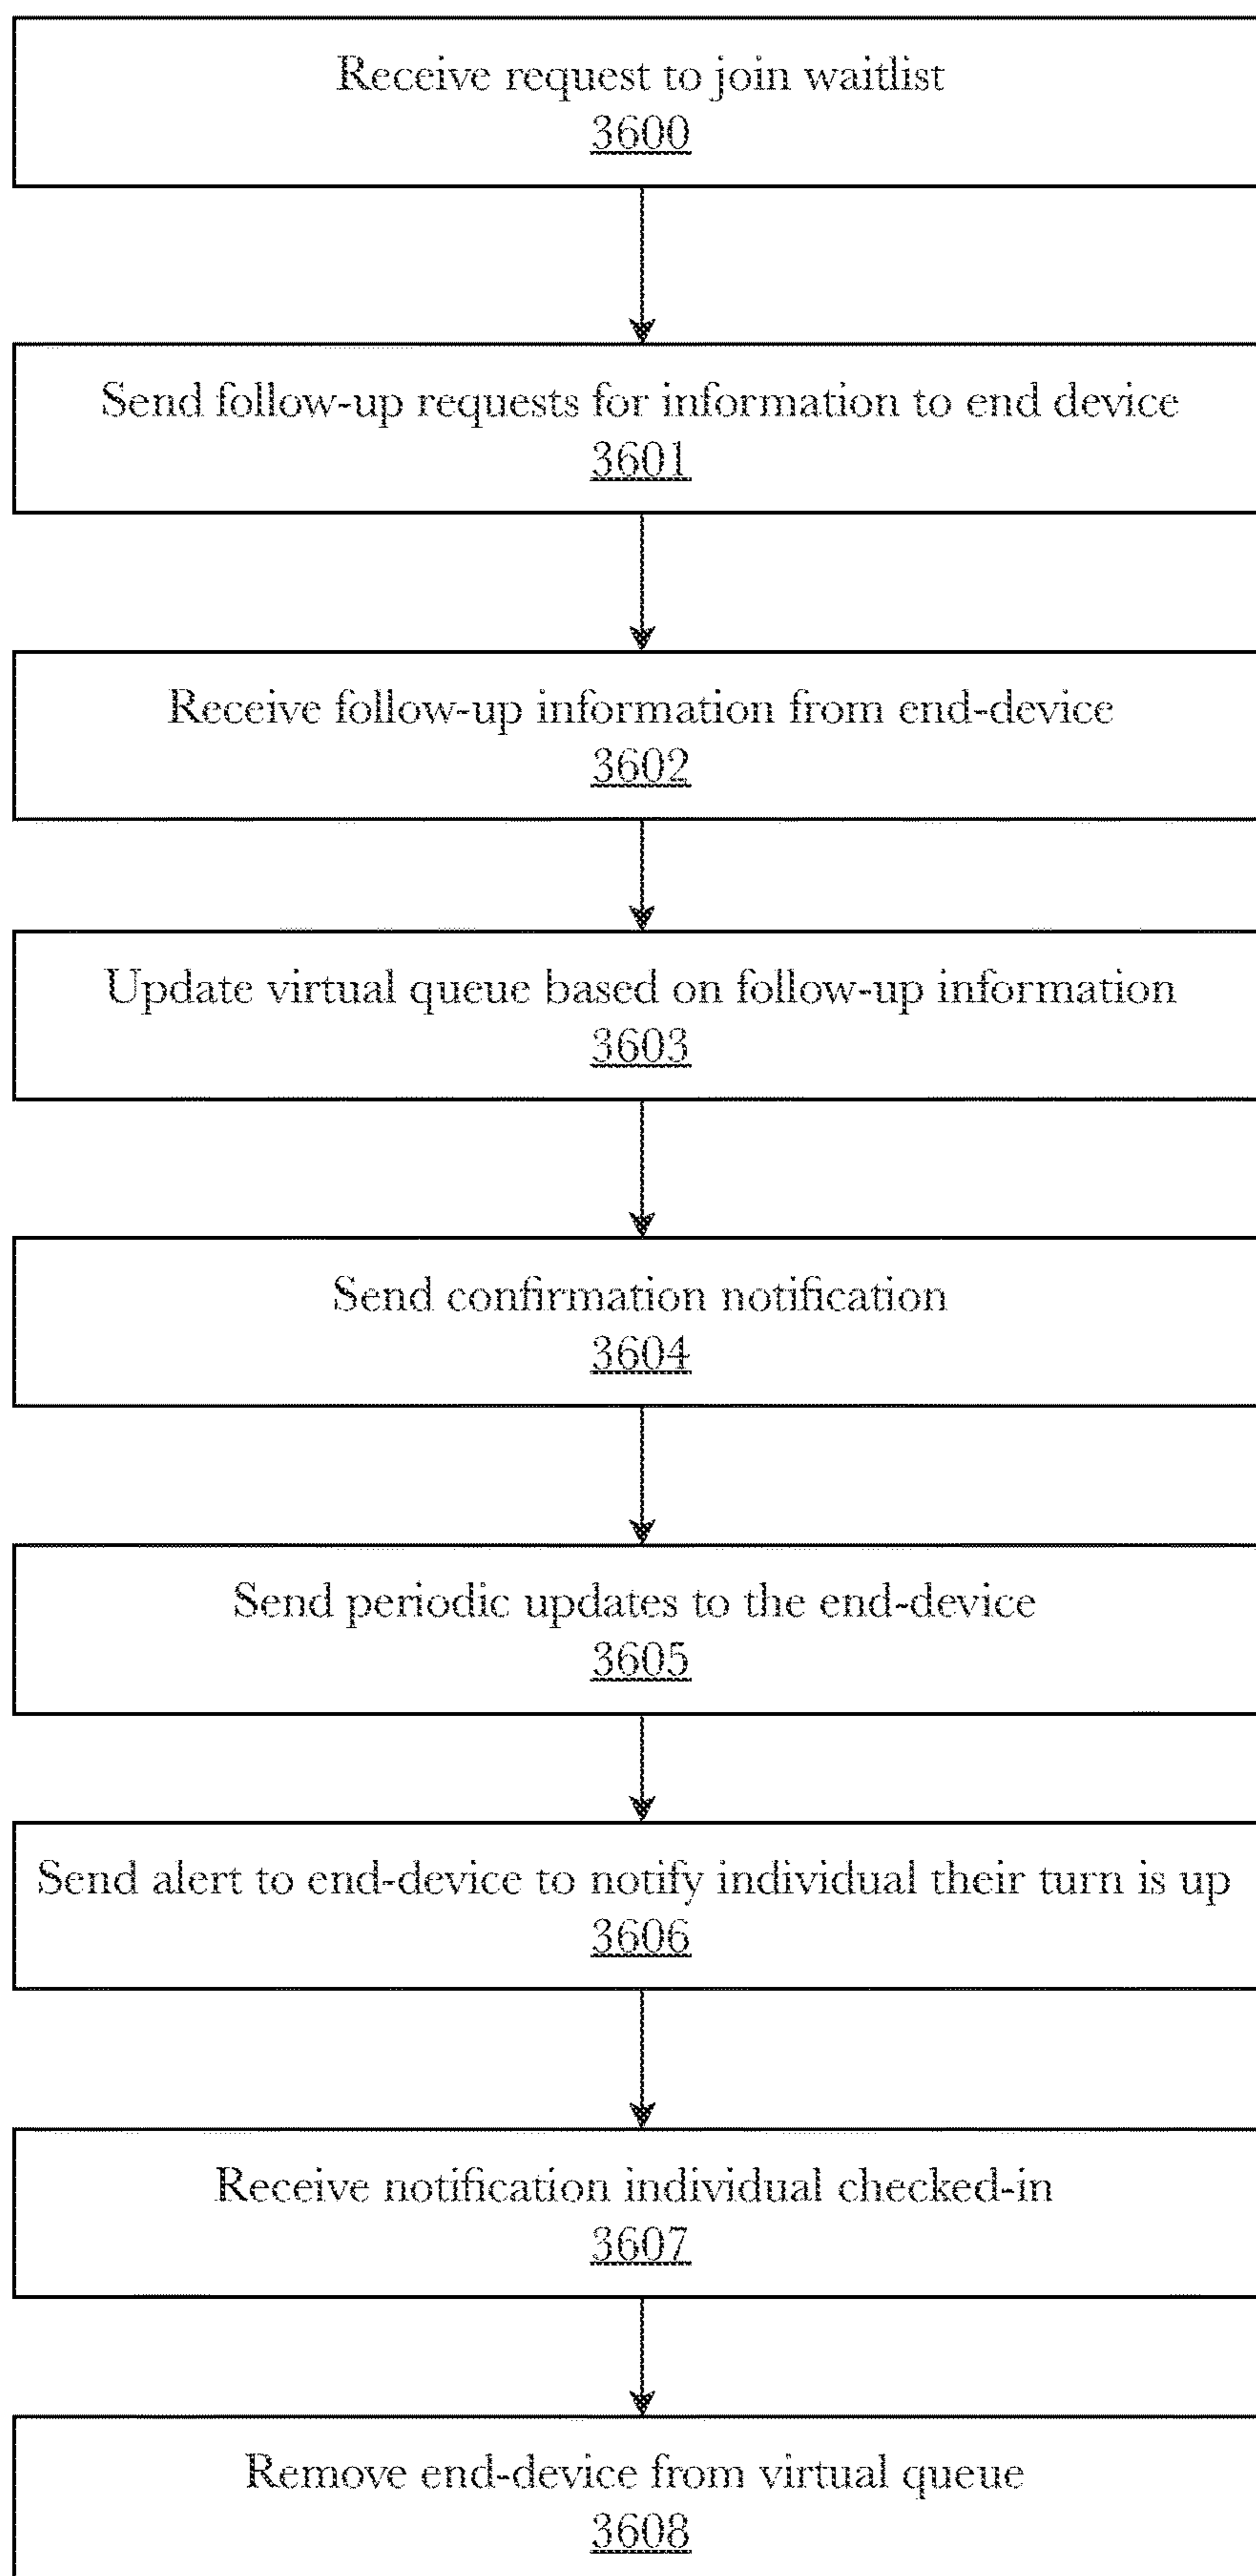 Receive request to join waitlist
3600
Send follow-up requests for information to end device
3601
Receive follow-up information from end-device
3602
Update virtual queue based on follow-up information
3603
Send confirmation notification
3604
Send periodic updates to the end-device
3605
Send alert to end-device to notify individual their turn is up
3606
Receive notification individual checked-in
3607
Remove end-device from virtual queue
3608